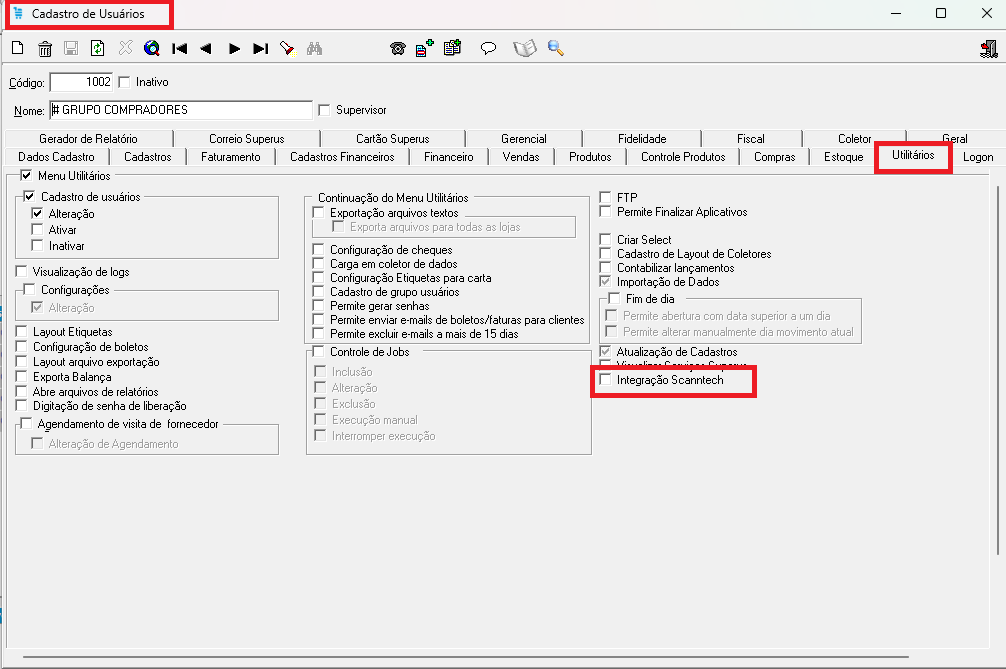 Cadastro de Usuários
Código: 1002 Inativo
Nome: # GRUPO COMPRADORES Supervisor
Gerador de Relatório Correio Superus Cartão Superus Gerencial Fidelidade Fiscal Coletor Geral
Dados Cadastro Cadastros Faturamento Cadastros Financeiros Financeiro Vendas Produtos Controle Produtos Compras Estoque Utilitários Logon
Menu Utilitários
Cadastro de usuários
Alteração
Ativar
Inativar
Visualização de logs
Configurações
Alteração
Layout Etiquetas
Configuração de boletos
Layout arquivo exportação
Exporta Balança
Abre arquivos de relatórios
Digitação de senha de liberação
Agendamento de visita de fornecedor
Alteração de Agendamento
Continuação do Menu Utilitários
Exportação arquivos textos
Exporta arquivos para todas as lojas
Configuração de cheques
Carga em coletor de dados
Configuração Etiquetas para carta
Cadastro de grupo usuários
Permite gerar senhas
Permite enviar e-mails de boletos/faturas para clientes
Permite excluir e-mails a mais de 15 dias
Controle de Jobs
Inclusão
Alteração
Exclusão
Execução manual
Interromper execução
FTP
Permite Finalizar Aplicativos
Criar Select
Cadastro de Layout de Coletores
Contabilizar lançamentos
Importação de Dados
Fim de dia
Permite abertura com data superior a um dia
Permite alterar manualmente dia movimento atual
Atualização de Cadastros
Visualizar Serviços Superus
Integração Scanntech